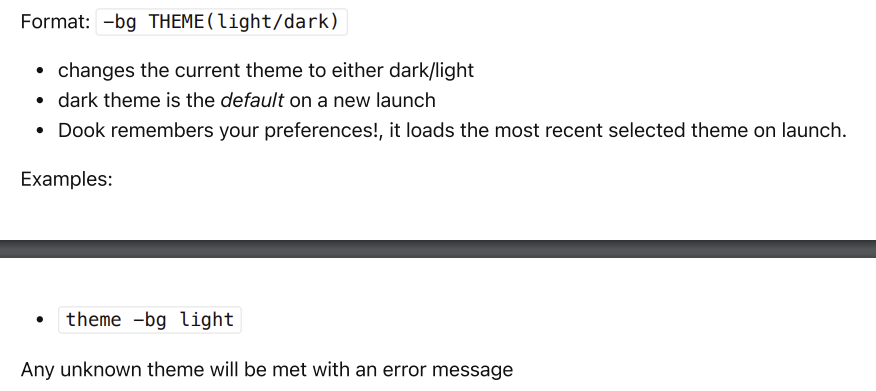 Format: –bg THEME(light/dark)
• changes the current theme to either dark/light
• dark theme is the default on a new launch
• Dook remembers your preferences!, it loads the most recent selected theme on launch.
Examples:
• theme –bg light
Any unknown theme will be met with an error message